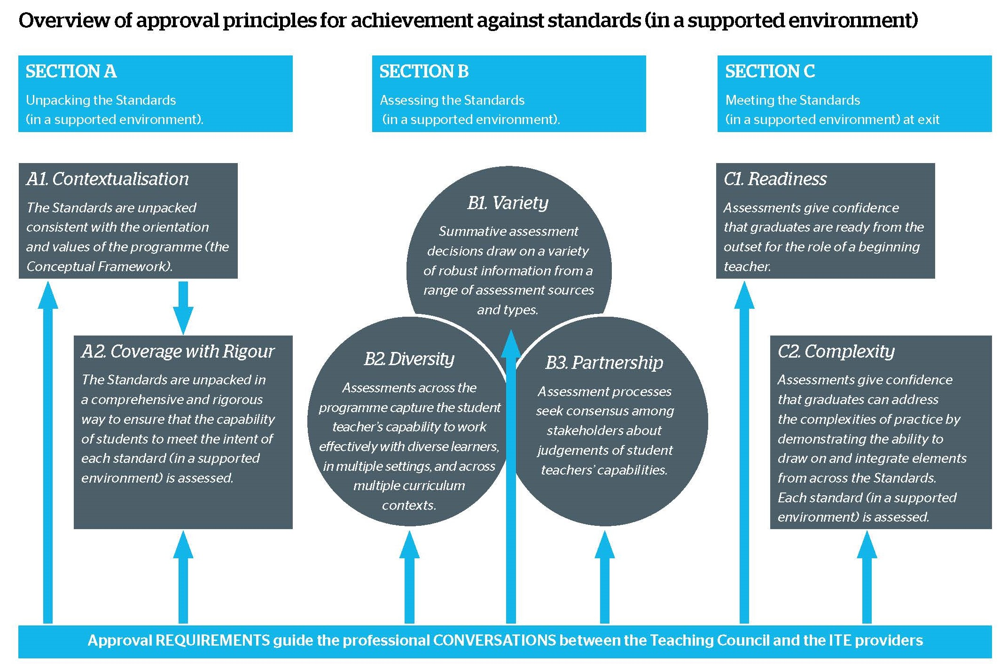 Overview of approval principles for achievement against standards (in a supported environment)
SECTION A
Unpacking the Standards
(in a supported environment).
SECTION B
Assessing the Standards
(in a supported environment).
SECTION C
Meeting the Standards
(in a supported environment) at exit
A1. Contextualisation
The Standards are unpacked
consistent with the orientation
and values of the programme (the
Conceptual Framework).
A2. Coverage with Rigour
The Standards are unpacked in
a comprehensive and rigorous
way to ensure that the capability
of students to meet the intent of
each standard (in a supported
environment) is assessed.
B1. Variety
Summative assessment
decisions draw on a variety
of robust information from a
range of assessment sources
and types.
B2. Diversity
Assessments across the
programme capture the student
teacher's capability to work
effectively with diverse learners,
in multiple settings, and across
multiple curriculum
contexts.
B3. Partnership
Assessment processes
seek consensus among
stakeholders about
judgements of student
teachers' capabilities.
C1. Readiness
Assessments give confidence
that graduates are ready from the
outset for the role of a beginning
teacher.
C2. Complexity
Assessments give confidence
that graduates can address
the complexities of practice by
demonstrating the ability to
draw on and integrate elements
from across the Standards.
Each standard (in a supported
environment) is assessed.
Approval REQUIREMENTS guide the professional CONVERSATIONS between the Teaching Council and the ITE providers